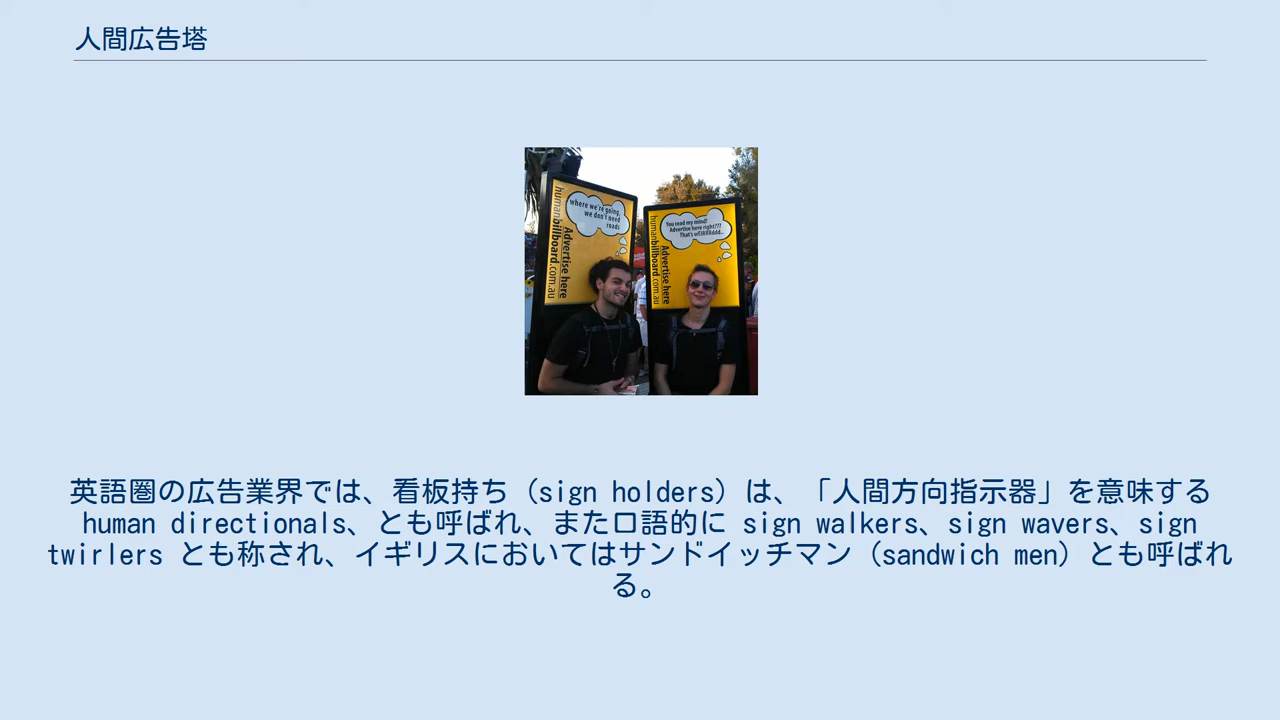 人間広告塔
where we're going,
we don't need
roads
humanbillboard.com.au
Advertise here
You read my mind!
Advertise here right???
humanbillboard.com.au
Advertise here
英語圏の広告業界では、看板持ち（sign holders）は、「人間方向指示器」を意味する
human directionals、とも呼ばれ、また口語的に sign walkers、sign wavers、sign
twirlers とも称され、イギリスにおいてはサンドイッチマン（sandwich men）とも呼ばれ
る。